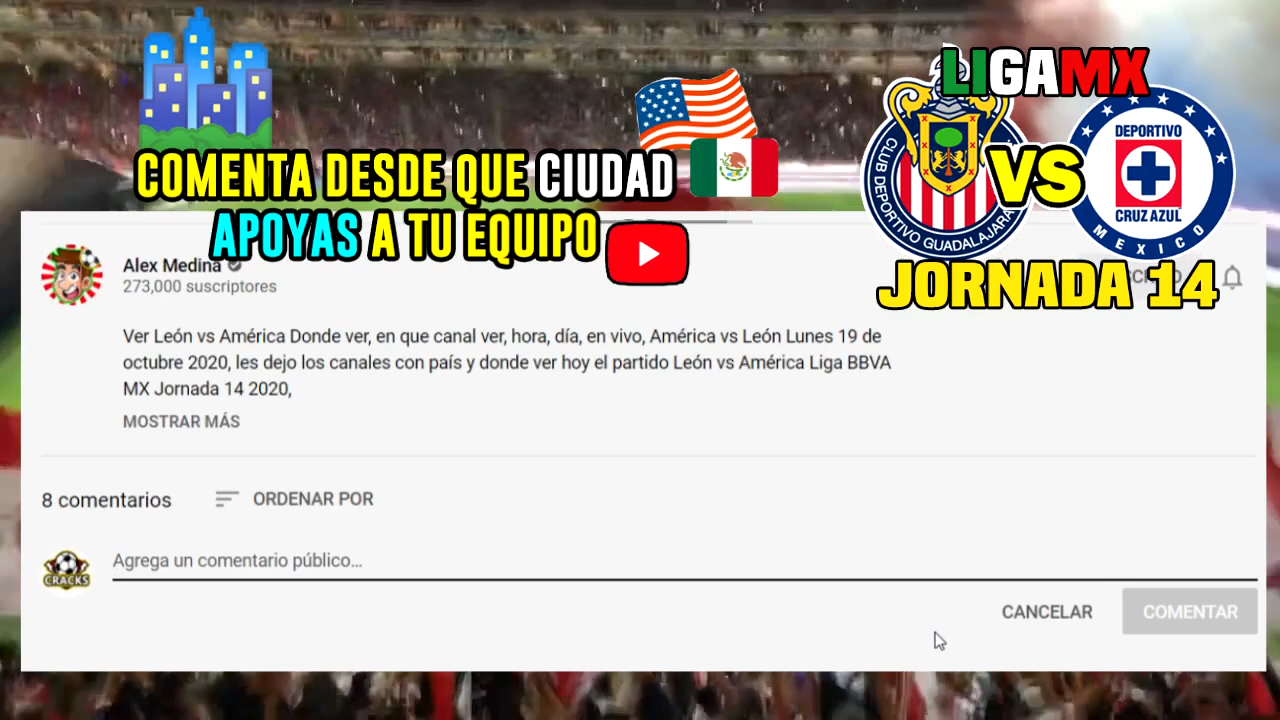 LIGAMX
COMENTA DESDE QUE CIUDAD
APOYAS A TU EQUIPO
CLUB DEPORTIVO GUADALAJARA
VS
DEPORTIVO
CRUZ AZUL
MEXICO
JORNADA 14
Alex Medina
273,000 suscriptores
Ver León vs América Donde ver, en que canal ver, hora, día, en vivo, América vs León Lunes 19 de
octubre 2020, les dejo los canales con país y donde ver hoy el partido León vs América Liga BBVA
MX Jornada 14 2020,
MOSTRAR MÁS
8 comentarios
ORDENAR POR
CRACKS
Agrega un comentario público...
CANCELAR
COMENTAR